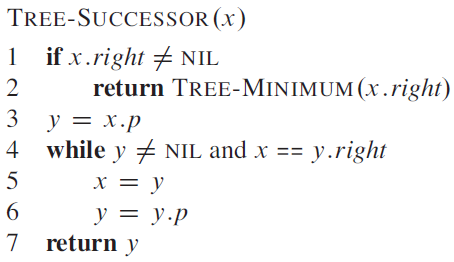 TREE-SUCCESSOR(x)
1 if x.right ≠ NIL
2 return TREE-MINIMUM(x.right)
3 y = x.p
4 while y ≠ NIL and x == y.right
5 x = y
6 y = y.p
7 return y